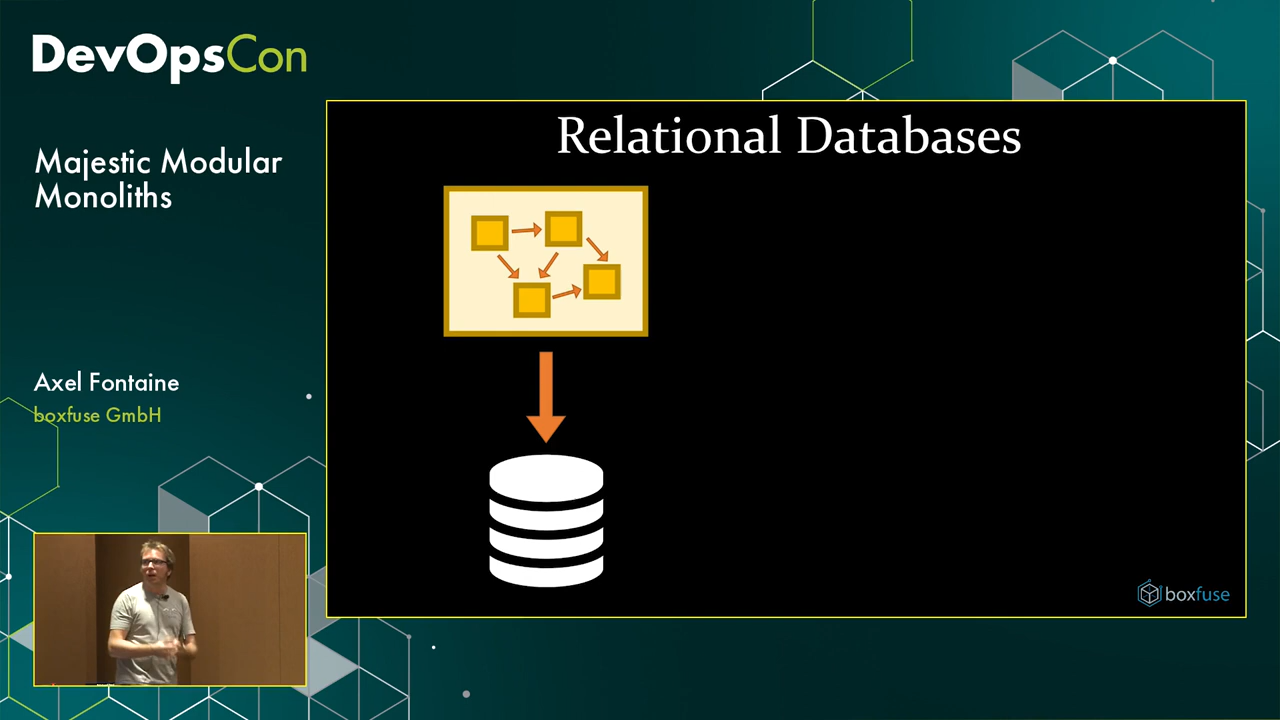 DevOpsCon
Majestic Modular
Monoliths
Axel Fontaine
boxfuse GmbH
Relational Databases
boxfuse